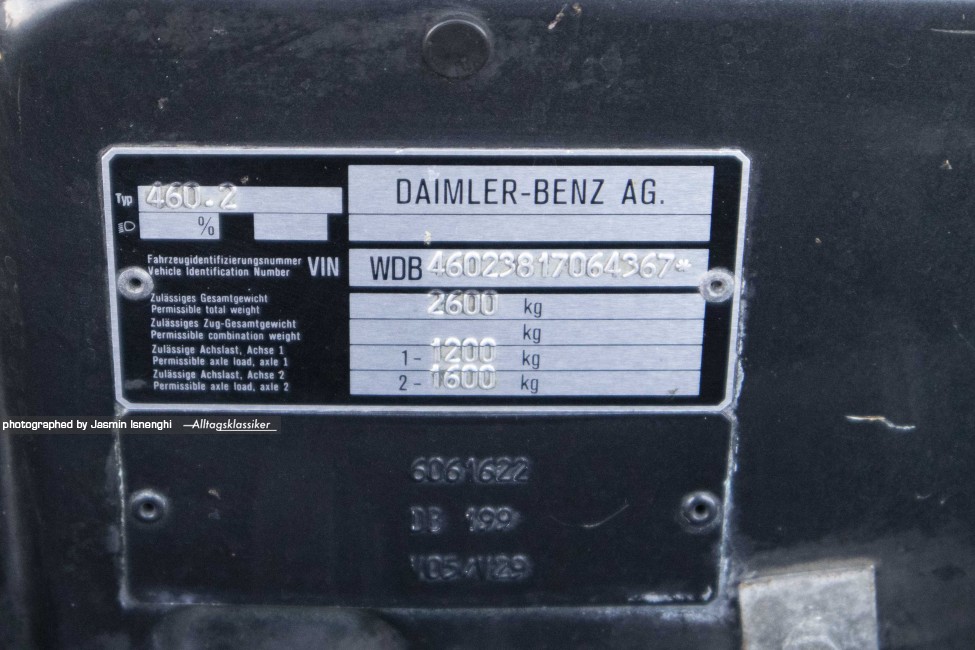 DAIMLER-BENZ AG.
Typ 460.2
%
Fahrzeugidentifizierungsnummer
Vehicle Identification Number VIN WDB 46023817064367*
Zulässiges Gesamtgewicht
Permissible total weight 2600 kg
Zulässiges Zug-Gesamtgewicht
Permissible combination weight kg
Zulässige Achslast, Achse 1
Permissible axle load, axle 1 1- 1200 kg
Zulässige Achslast, Achse 2
Permissible axle load, axle 2 2- 1600 kg
photographed by Jasmin Isnenghi Alltagsklassiker
6061622
DB 199